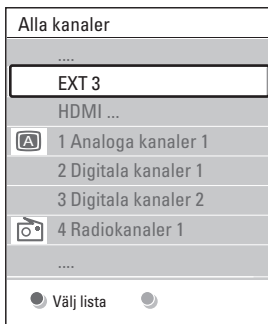 Alla kanaler
....
EXT 3
HDMI ...
A 1 Analoga kanaler 1
2 Digitala kanaler 1
3 Digitala kanaler 2
4 Radiokanaler 1
....
Välj lista